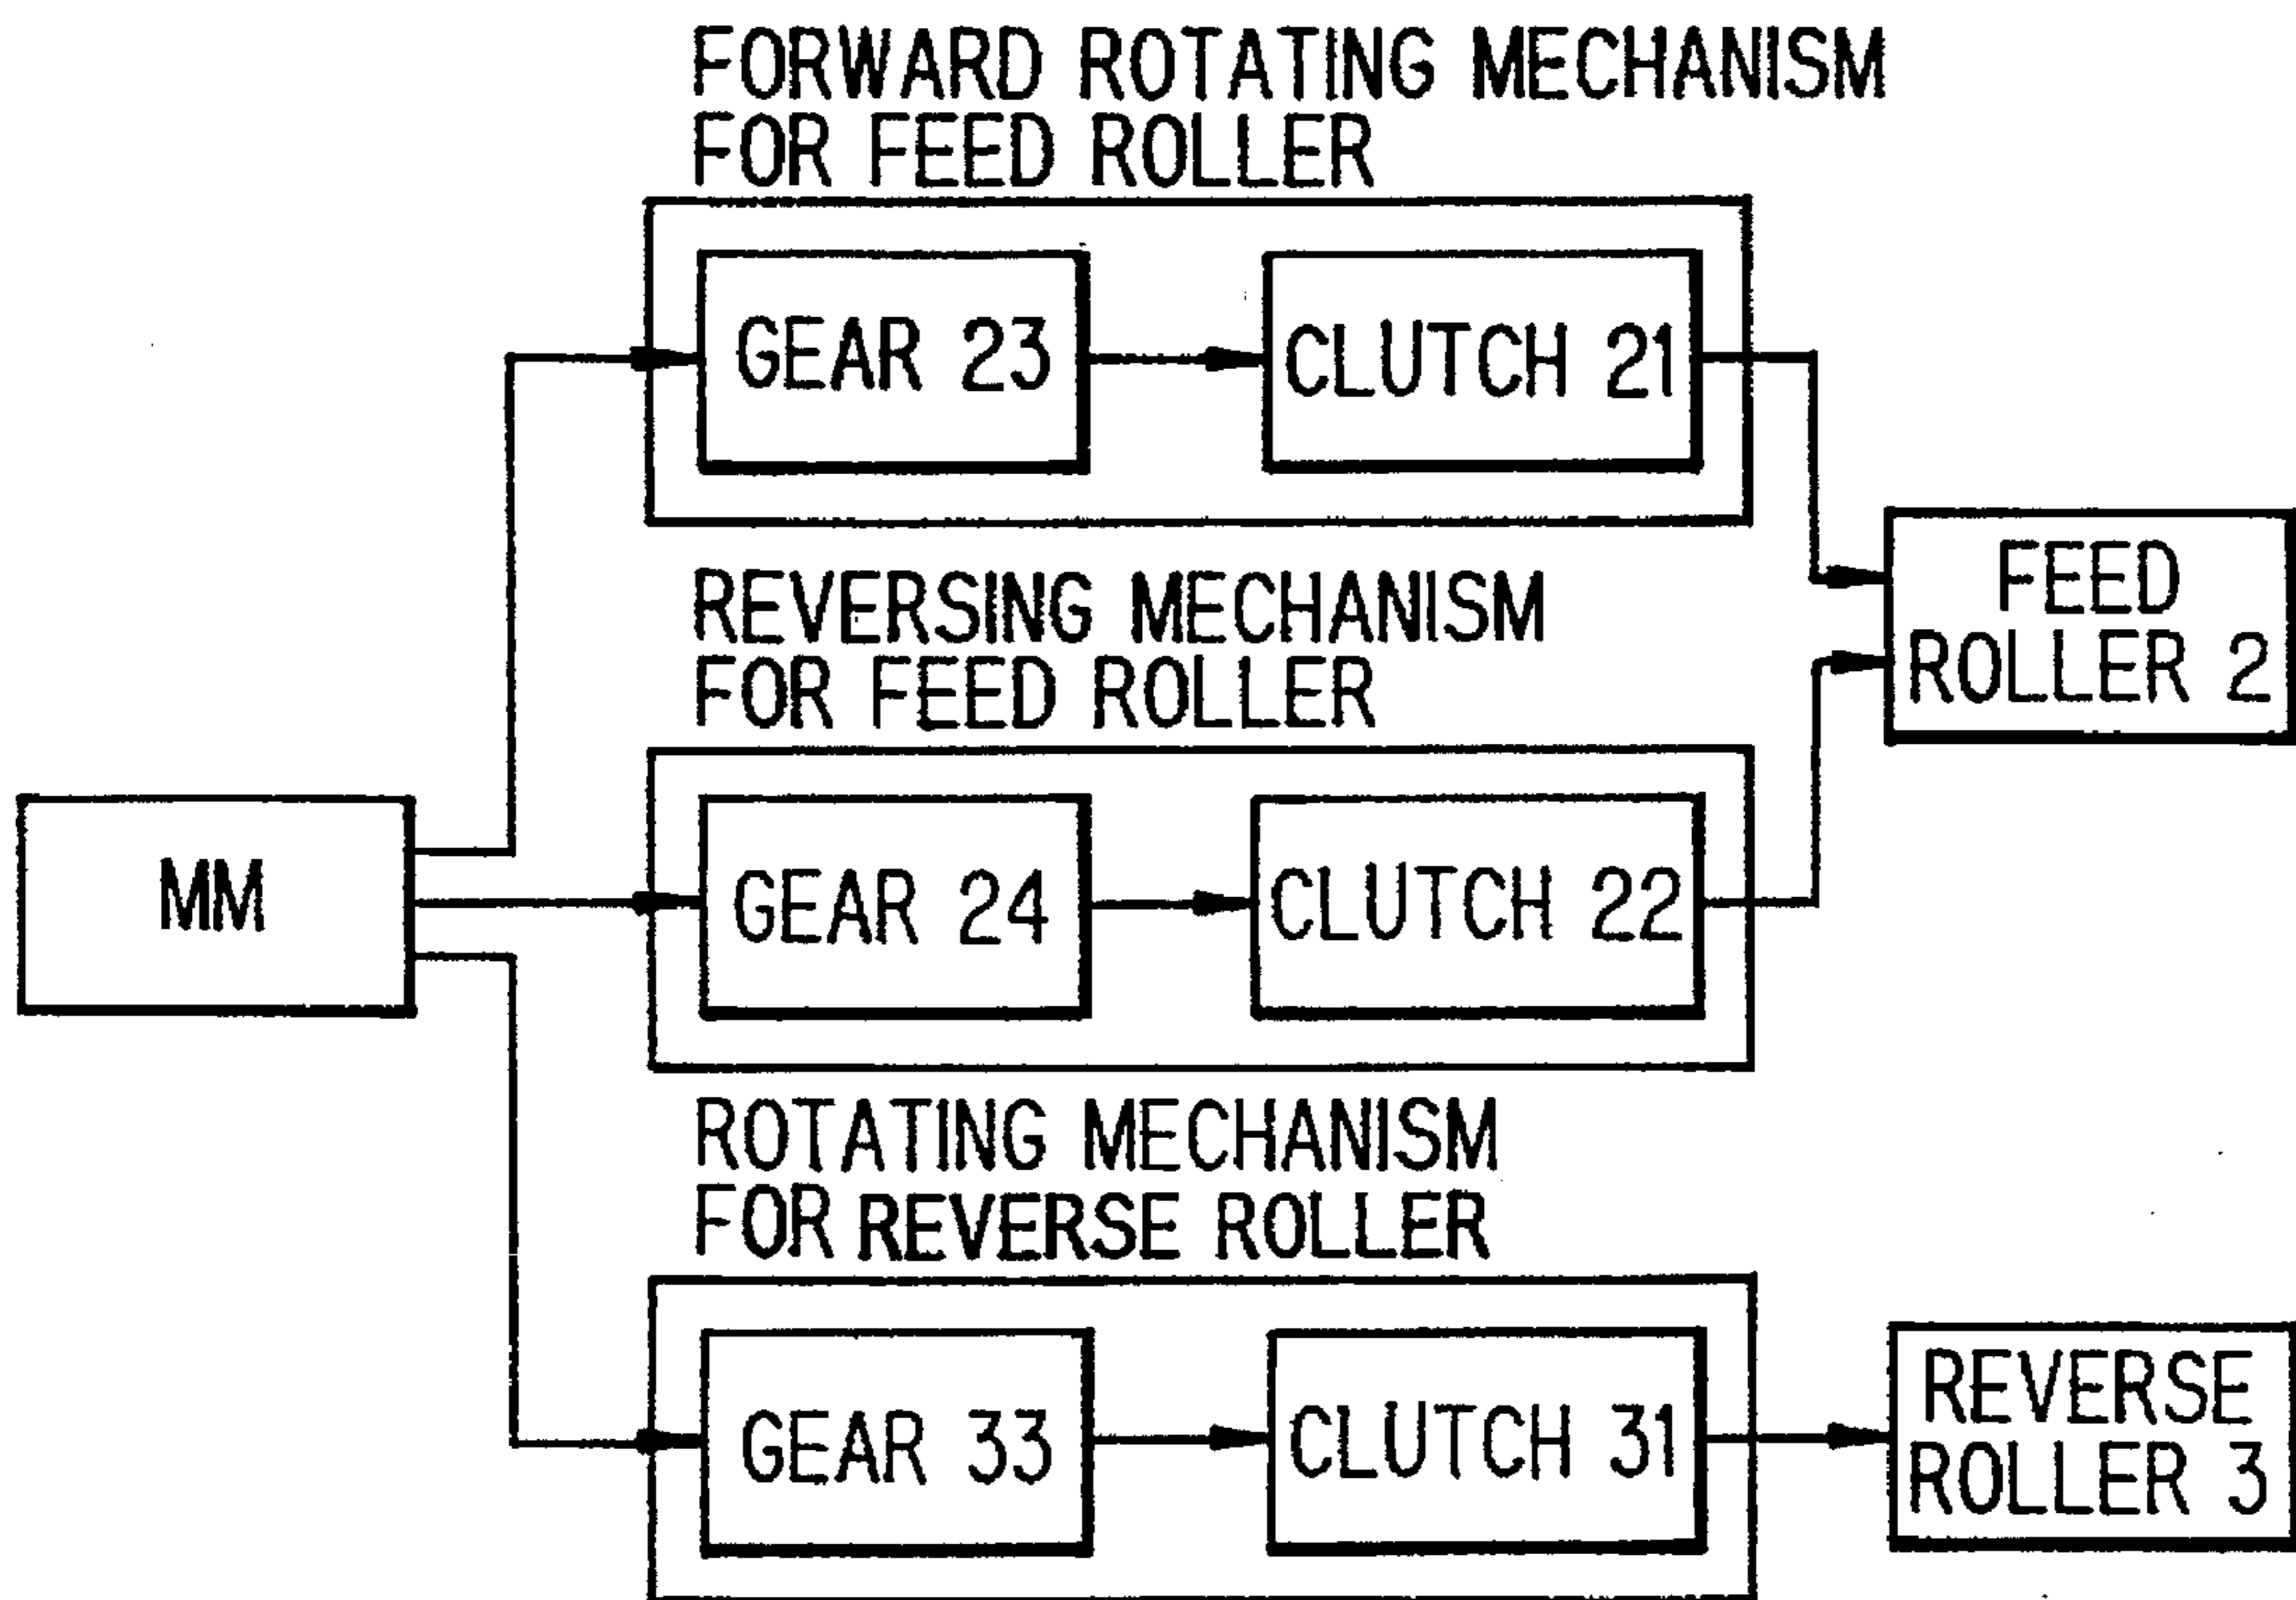 FORWARD ROTATING MECHANISM
FOR FEED ROLLER
GEAR 23
CLUTCH 21
REVERSING MECHANISM
FOR FEED ROLLER
FEED
ROLLER 2
MM
GEAR 24
CLUTCH 22
ROTATING MECHANISM
FOR REVERSE ROLLER
GEAR 33
CLUTCH 31
REVERSE
ROLLER 3